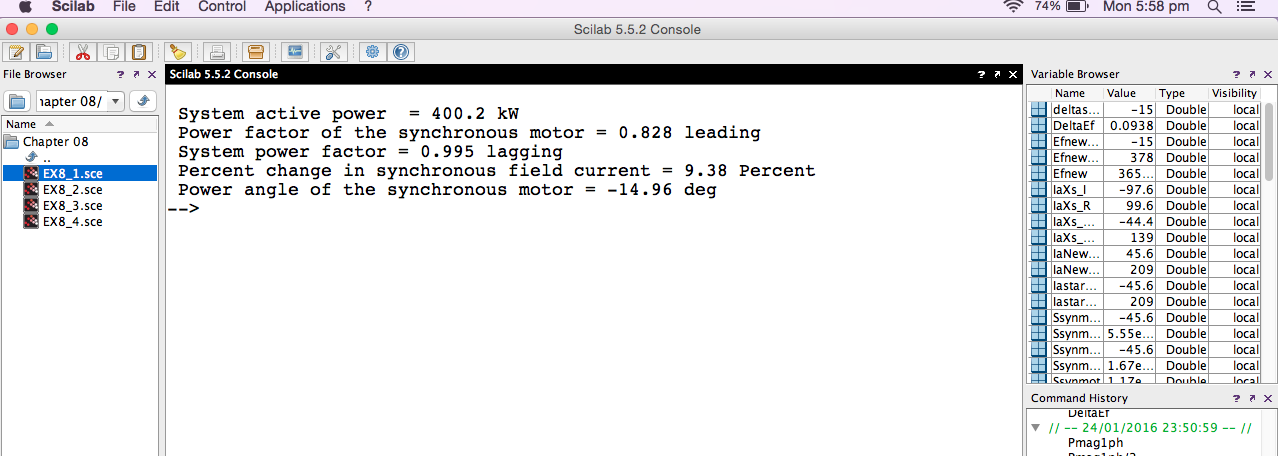 Scilab File Edit Control Applications ? 74% Mon 5:58 pm
Scilab 5.5.2 Console
File Browser ? Scilab 5.5.2 Console ? Variable Browser ?
apter 08/
Name
Chapter 08
..
EX8_1.sce
EX8_2.sce
EX8_3.sce
EX8_4.sce
System active power = 400.2 kW
Power factor of the synchronous motor = 0.828 leading
System power factor = 0.995 lagging
Percent change in synchronous field current = 9.38 Percent
Power angle of the synchronous motor = -14.96 deg
-->
Name Value Type Visibility
deltas... -15 Double local
DeltaEf 0.0938 Double local
Efnew... -15 Double local
Efnew... 378 Double local
Efnew 365... Double local
IaXs_I -97.6 Double local
IaXs_R 99.6 Double local
IaXs_... -44.4 Double local
IaXs_... 139 Double local
IaNew... 45.6 Double local
IaNew... 209 Double local
Iastar... -45.6 Double local
Iastar... 209 Double local
Ssynm... -45.6 Double local
Ssynm... 5.55e... Double local
Ssynm... -45.6 Double local
Ssynm... 1.67e... Double local
Ssynmot 1.17e... Double local
Command History ?
DeltaEf
// -- 24/01/2016 23:50:59 -- //
Pmag1ph
Pmag1ph/2